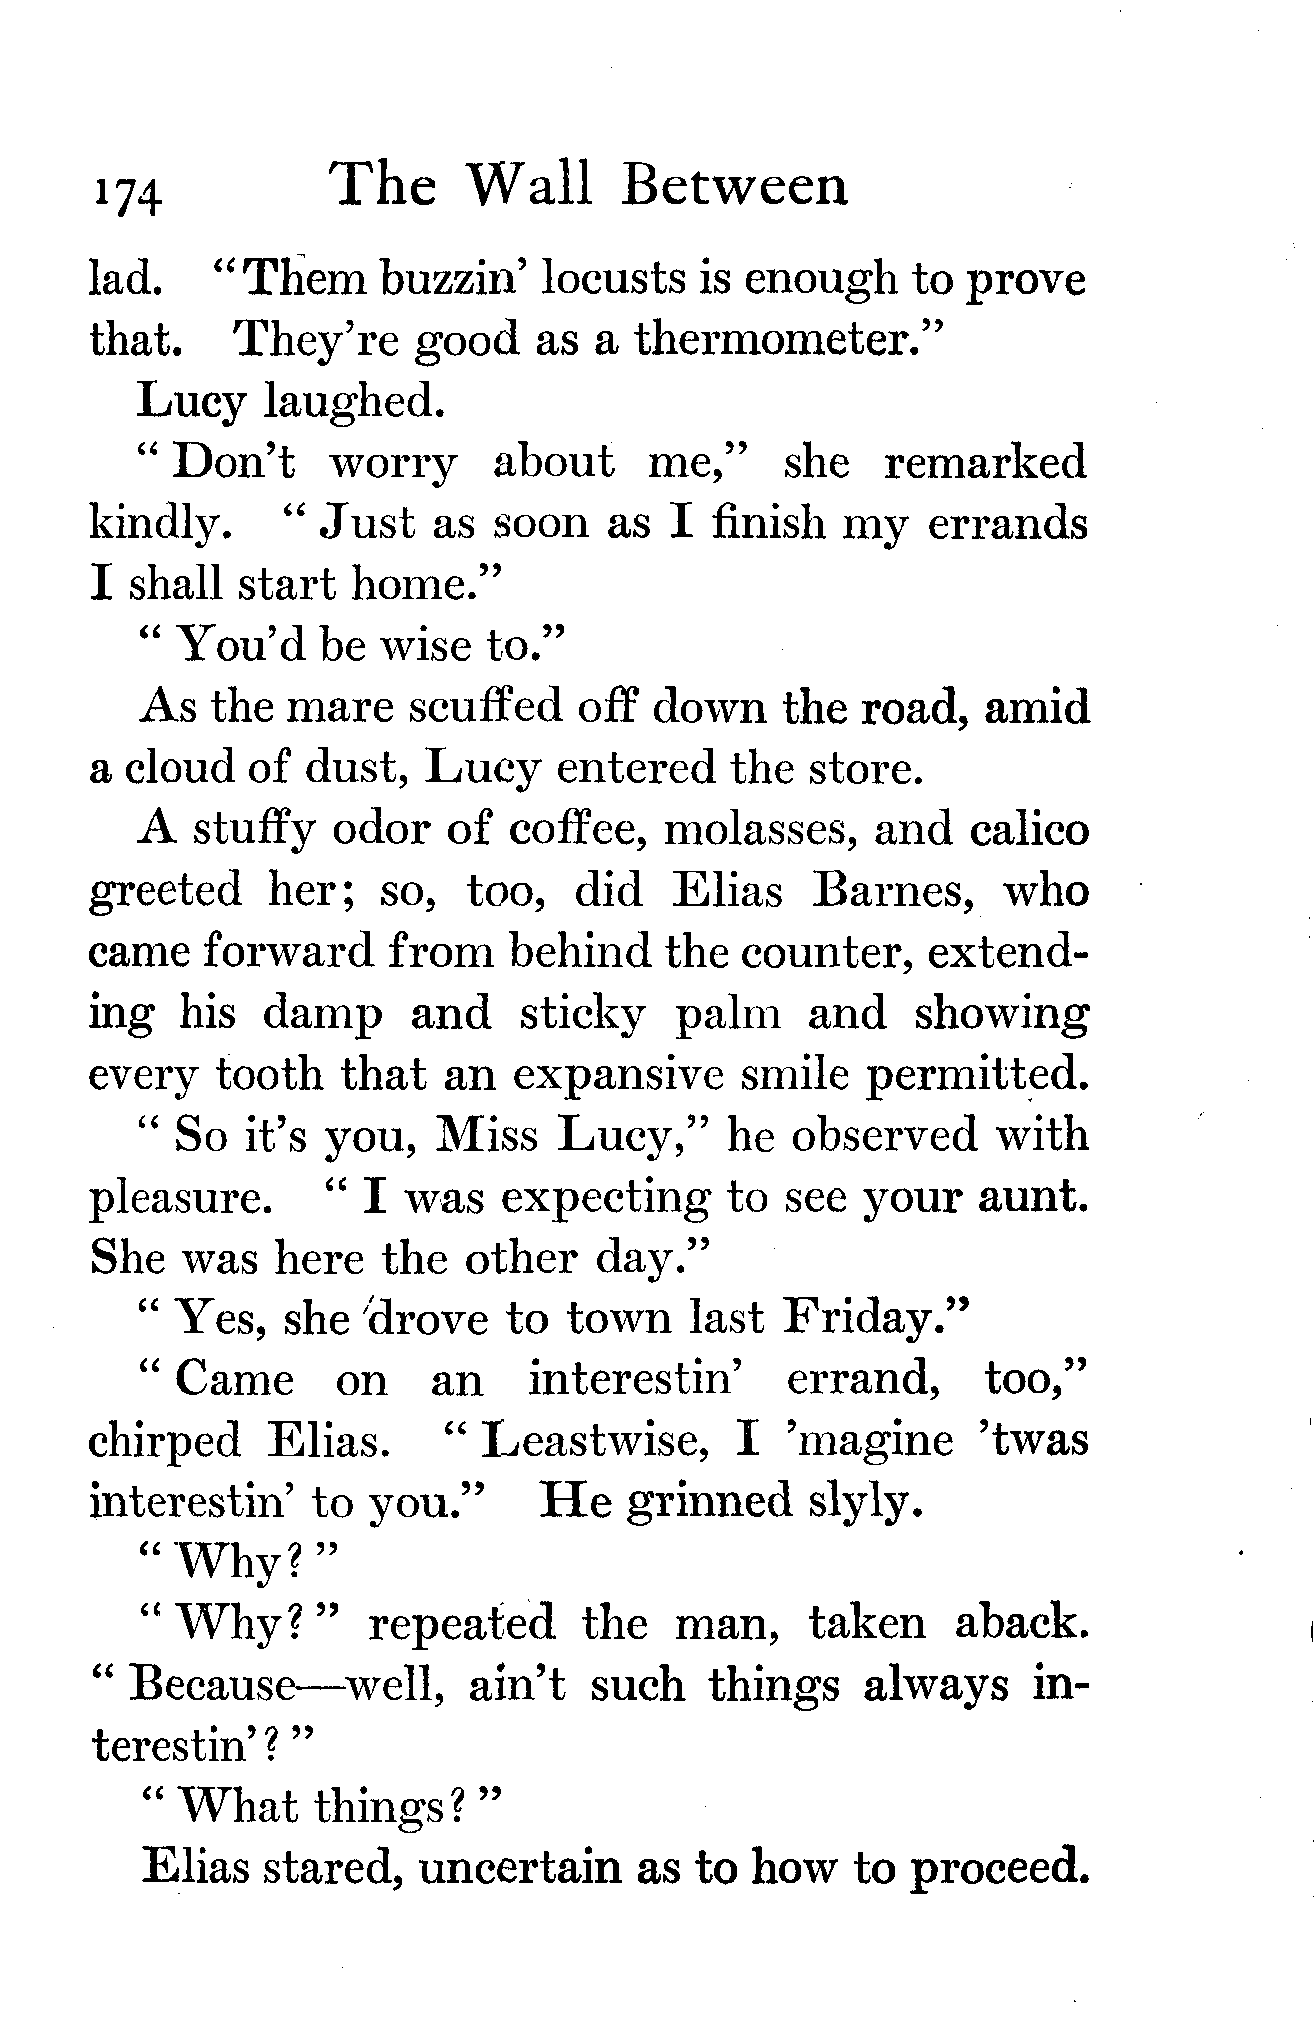 174 The Wall Between
lad. "Them buzzin' locusts is enough to prove
that. They're good as a thermometer."
Lucy laughed.
"Don't worry about me," she remarked
kindly. "Just as soon as I finish my errands
I shall start home."
"You'd be wise to."
As the mare scuffed off down the road, amid
a cloud of dust, Lucy entered the store.
A stuffy odor of coffee, molasses, and calico
greeted her; so, too, did Elias Barnes, who
came forward from behind the counter, extend-
ing his damp and sticky palm and showing
every tooth that an expansive smile permitted.
"So it's you, Miss Lucy," he observed with
pleasure. "I was expecting to see your aunt.
She was here the other day."
"Yes, she drove to town last Friday."
"Came on an interestin' errand, too,"
chirped Elias. "Leastwise, I 'magine 'twas
interestin' to you." He grinned slyly.
"Why?"
"Why?" repeated the man, taken aback.
"Because—well, ain't such things always in-
terestin'?"
"What things?"
Elias stared, uncertain as to how to proceed.